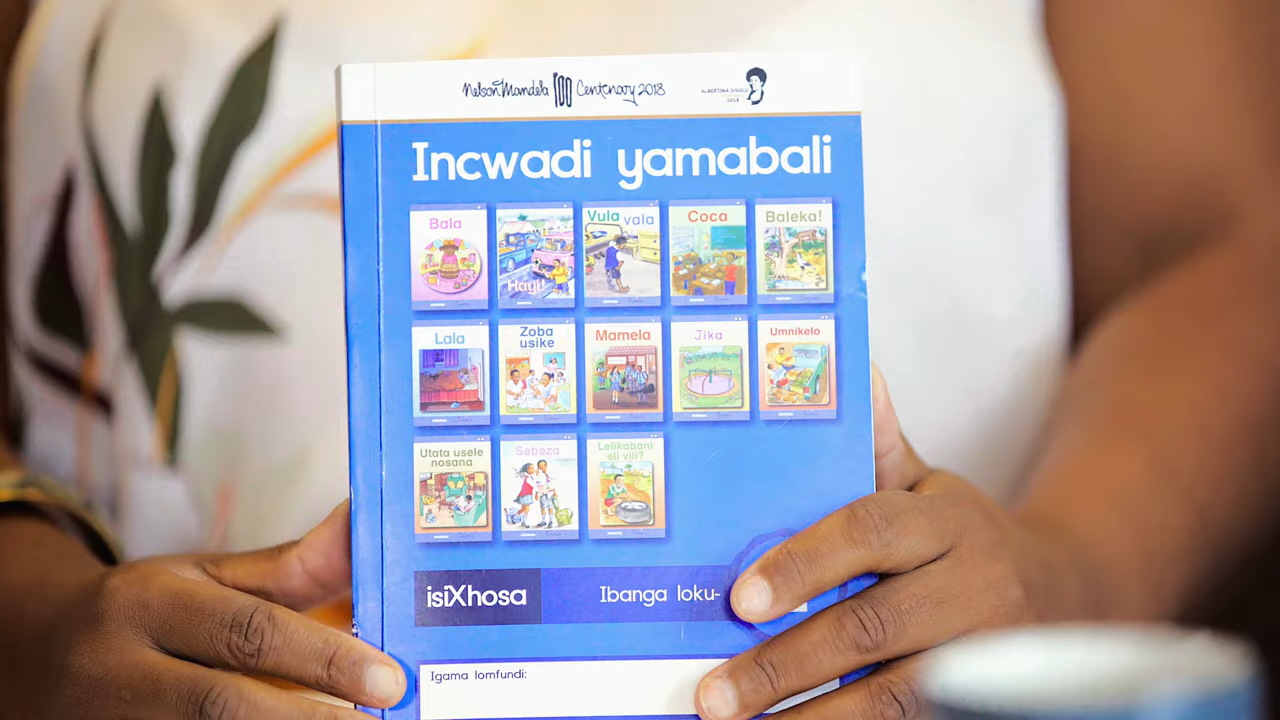 Nelson Mandela 100 Centenary 2018
ALBERTINA SISULU
2018
Incwadi yamabali
Bala
Hayi!
Vula vala
Coca
Baleka!
Lala
Zoba
usike
Mamela
Jika
Umnikelo
Utata usele
nosana
Sebeza
Lelikabani
eli vili?
isiXhosa
Ibanga loku-
Igama lomfundi: